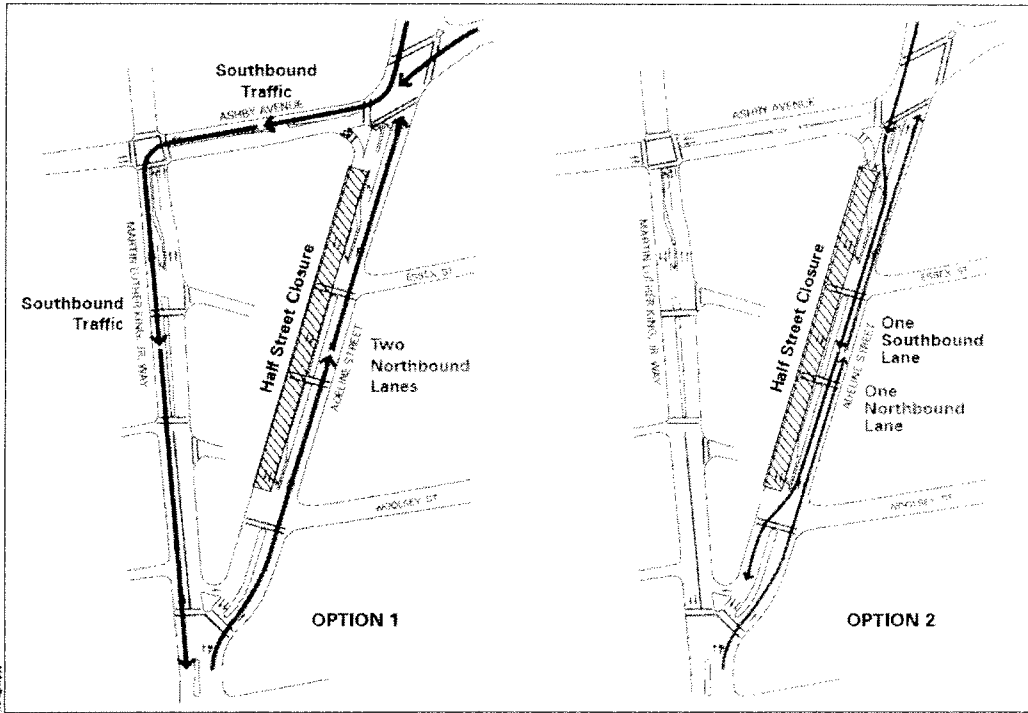 Southbound
Traffic
ASHBY AVENUE
MARTIN LUTHER KING, JR. WAY
Southbound
Traffic
Half Street Closure
ESSEX ST
Two
Northbound
Lanes
ADELINE STREET
WOOLSEY ST
OPTION 1
ASHBY AVENUE
MARTIN LUTHER KING, JR WAY
Half Street Closure
ESSEX ST
One
Southbound
Lane
ADELINE STREET
One
Northbound
Lane
WOOLSEY ST
OPTION 2